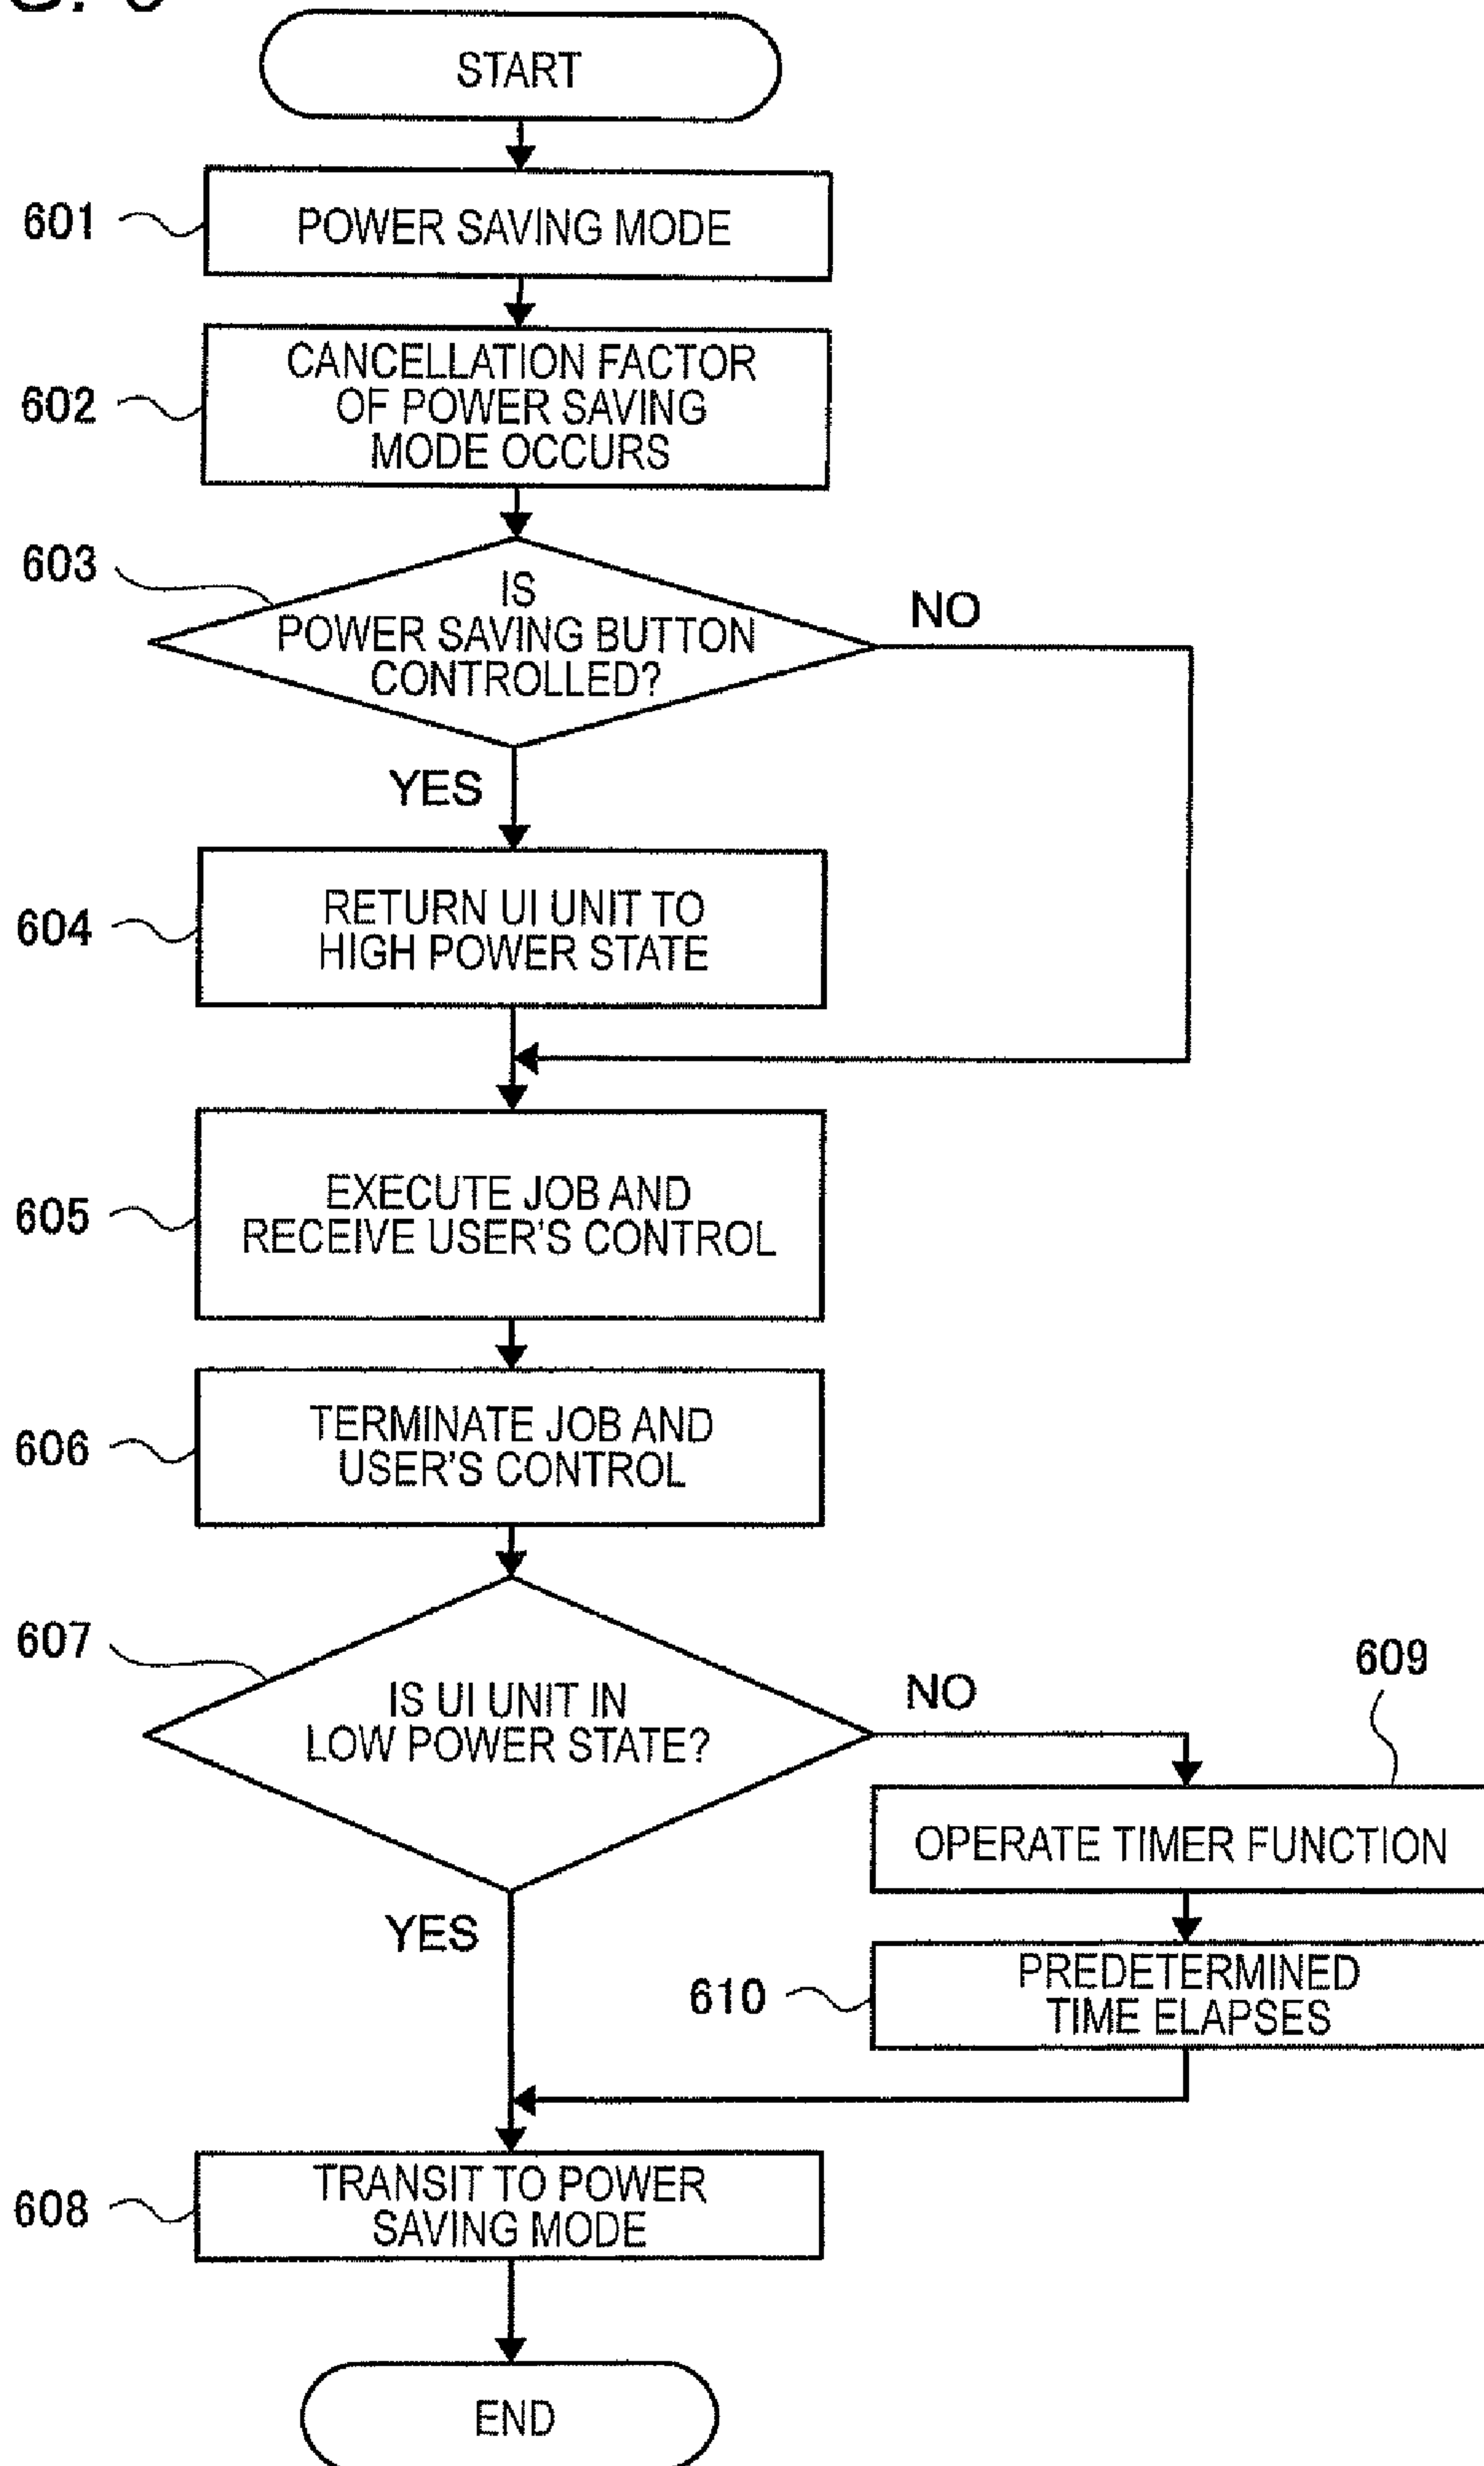 START
601
POWER SAVING MODE
602
CANCELLATION FACTOR
OF POWER SAVING
MODE OCCURS
603
IS
POWER SAVING BUTTON
CONTROLLED?
NO
YES
604
RETURN UI UNIT TO
HIGH POWER STATE
605
EXECUTE JOB AND
RECEIVE USER'S CONTROL
606
TERMINATE JOB AND
USER'S CONTROL
607
IS UI UNIT IN
LOW POWER STATE?
NO
609
OPERATE TIMER FUNCTION
YES
610
PREDETERMINED
TIME ELAPSES
608
TRANSIT TO POWER
SAVING MODE
END